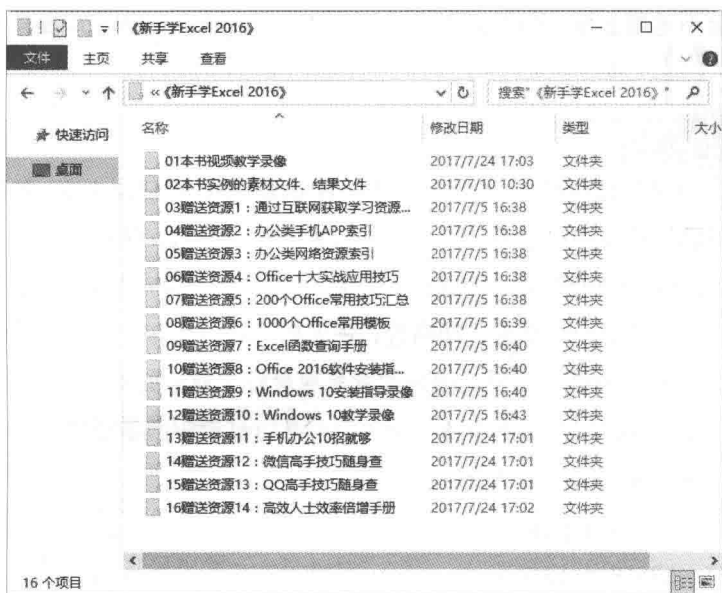 《新手学Excel 2016》
文件 主页 共享 查看
«《新手学Excel 2016》 搜索"《新手学Excel 2016》"
快速访问
桌面
名称 修改日期 类型 大小
01本书视频教学录像 2017/7/24 17:03 文件夹
02本书实例的素材文件、结果文件 2017/7/10 10:30 文件夹
03赠送资源1：通过互联网获取学习资源... 2017/7/5 16:38 文件夹
04赠送资源2：办公类手机APP索引 2017/7/5 16:38 文件夹
05赠送资源3：办公类网络资源索引 2017/7/5 16:38 文件夹
06赠送资源4：Office十大实战应用技巧 2017/7/5 16:38 文件夹
07赠送资源5：200个Office常用技巧汇总 2017/7/5 16:38 文件夹
08赠送资源6：1000个Office常用模板 2017/7/5 16:39 文件夹
09赠送资源7：Excel函数查询手册 2017/7/5 16:40 文件夹
10赠送资源8：Office 2016软件安装指... 2017/7/5 16:40 文件夹
11赠送资源9：Windows 10安装指导录像 2017/7/5 16:40 文件夹
12赠送资源10：Windows 10教学录像 2017/7/5 16:43 文件夹
13赠送资源11：手机办公10招就够 2017/7/24 17:01 文件夹
14赠送资源12：微信高手技巧随身查 2017/7/24 17:01 文件夹
15赠送资源13：QQ高手技巧随身查 2017/7/24 17:01 文件夹
16赠送资源14：高效人士效率倍增手册 2017/7/24 17:02 文件夹
16 个项目